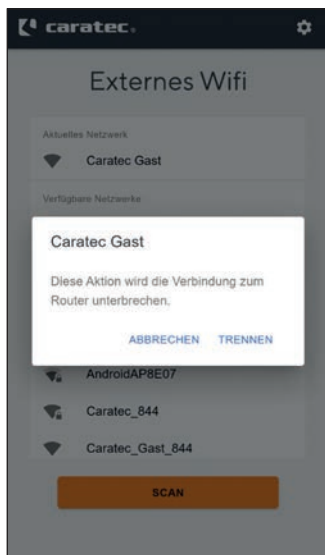 caratec.
Externes Wifi
Aktuelles Netzwerk
Caratec Gast
Verfügbare Netzwerke
Caratec Gast
Diese Aktion wird die Verbindung zum
Router unterbrechen.
ABBRECHEN TRENNEN
AndroidAP8E07
Caratec_844
Caratec_Gast_844
SCAN